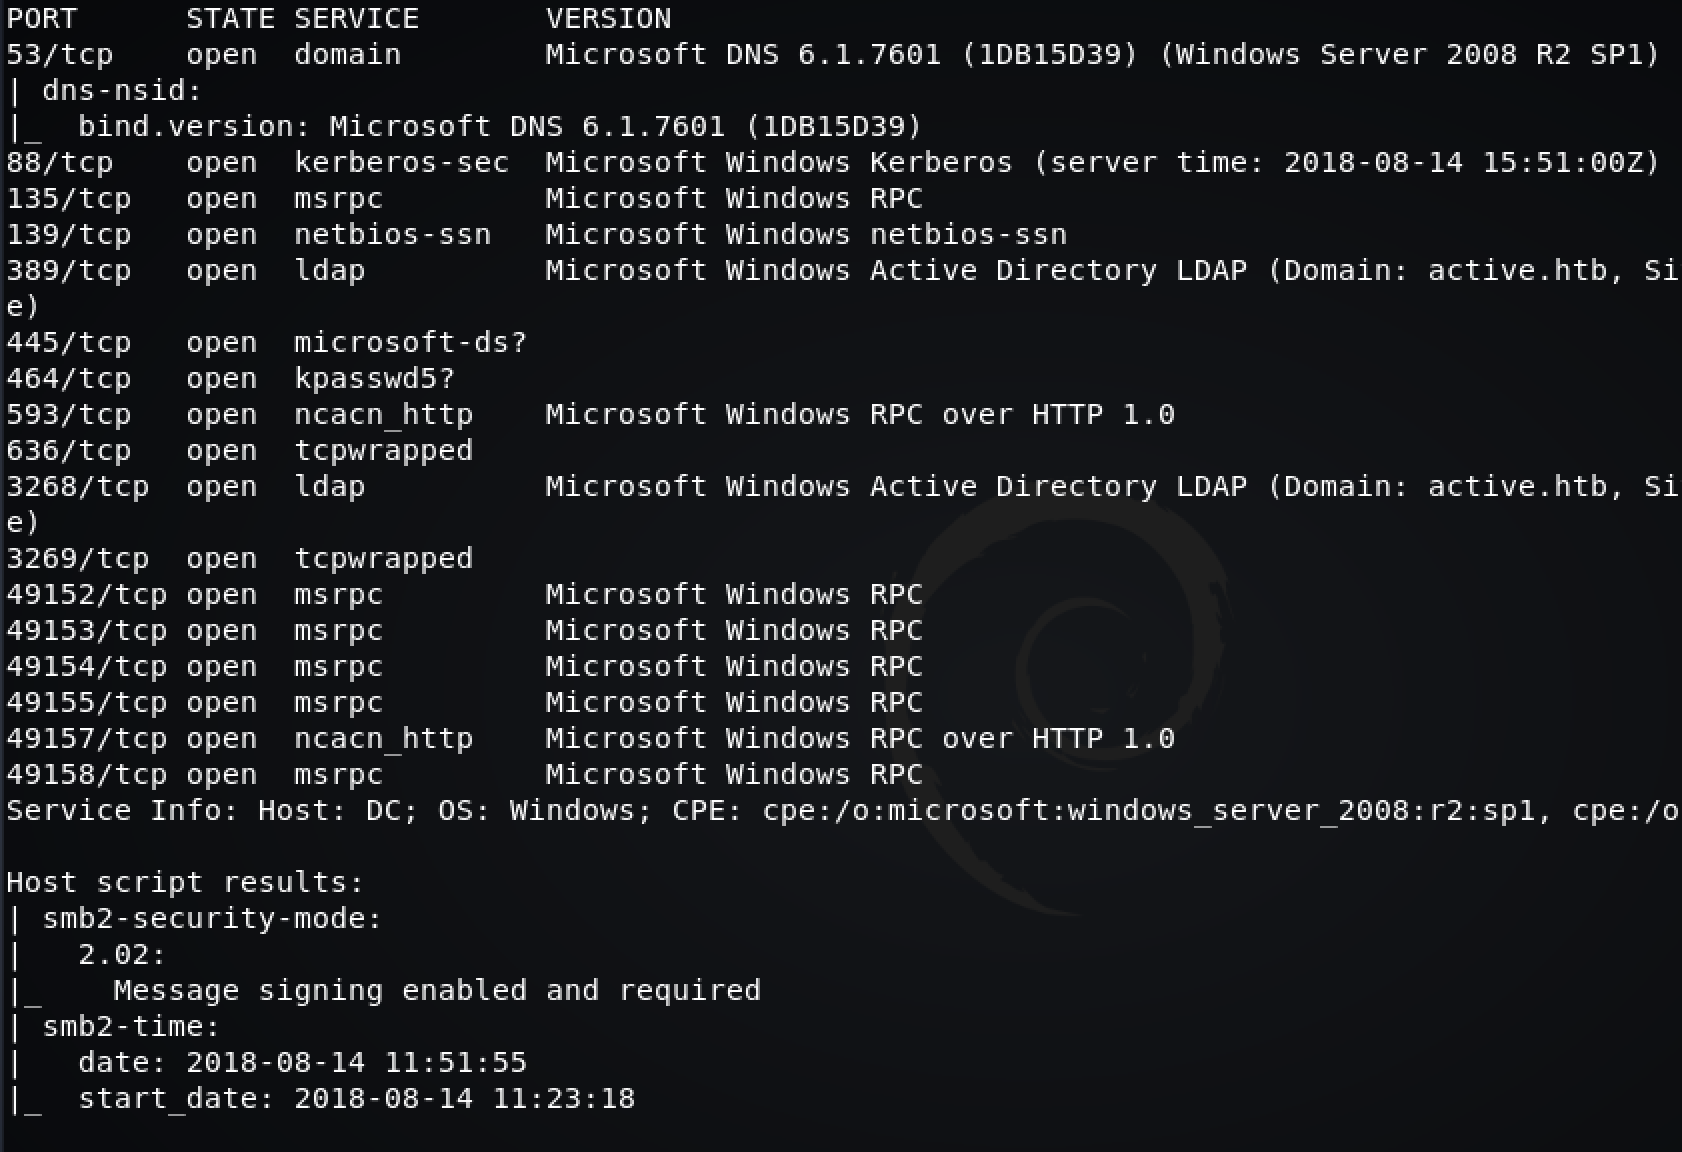 PORT      STATE SERVICE       VERSION
53/tcp    open  domain        Microsoft DNS 6.1.7601 (1DB15D39) (Windows Server 2008 R2 SP1)
| dns-nsid:
|_  bind.version: Microsoft DNS 6.1.7601 (1DB15D39)
88/tcp    open  kerberos-sec  Microsoft Windows Kerberos (server time: 2018-08-14 15:51:00Z)
135/tcp   open  msrpc         Microsoft Windows RPC
139/tcp   open  netbios-ssn   Microsoft Windows netbios-ssn
389/tcp   open  ldap          Microsoft Windows Active Directory LDAP (Domain: active.htb, Si
e)
445/tcp   open  microsoft-ds?
464/tcp   open  kpasswd5?
593/tcp   open  ncacn_http    Microsoft Windows RPC over HTTP 1.0
636/tcp   open  tcpwrapped
3268/tcp  open  ldap          Microsoft Windows Active Directory LDAP (Domain: active.htb, Si
e)
3269/tcp  open  tcpwrapped
49152/tcp open  msrpc         Microsoft Windows RPC
49153/tcp open  msrpc         Microsoft Windows RPC
49154/tcp open  msrpc         Microsoft Windows RPC
49155/tcp open  msrpc         Microsoft Windows RPC
49157/tcp open  ncacn_http    Microsoft Windows RPC over HTTP 1.0
49158/tcp open  msrpc         Microsoft Windows RPC
Service Info: Host: DC; OS: Windows; CPE: cpe:/o:microsoft:windows_server_2008:r2:sp1, cpe:/o

Host script results:
| smb2-security-mode:
|   2.02:
|_    Message signing enabled and required
| smb2-time:
|   date: 2018-08-14 11:51:55
|_  start_date: 2018-08-14 11:23:18